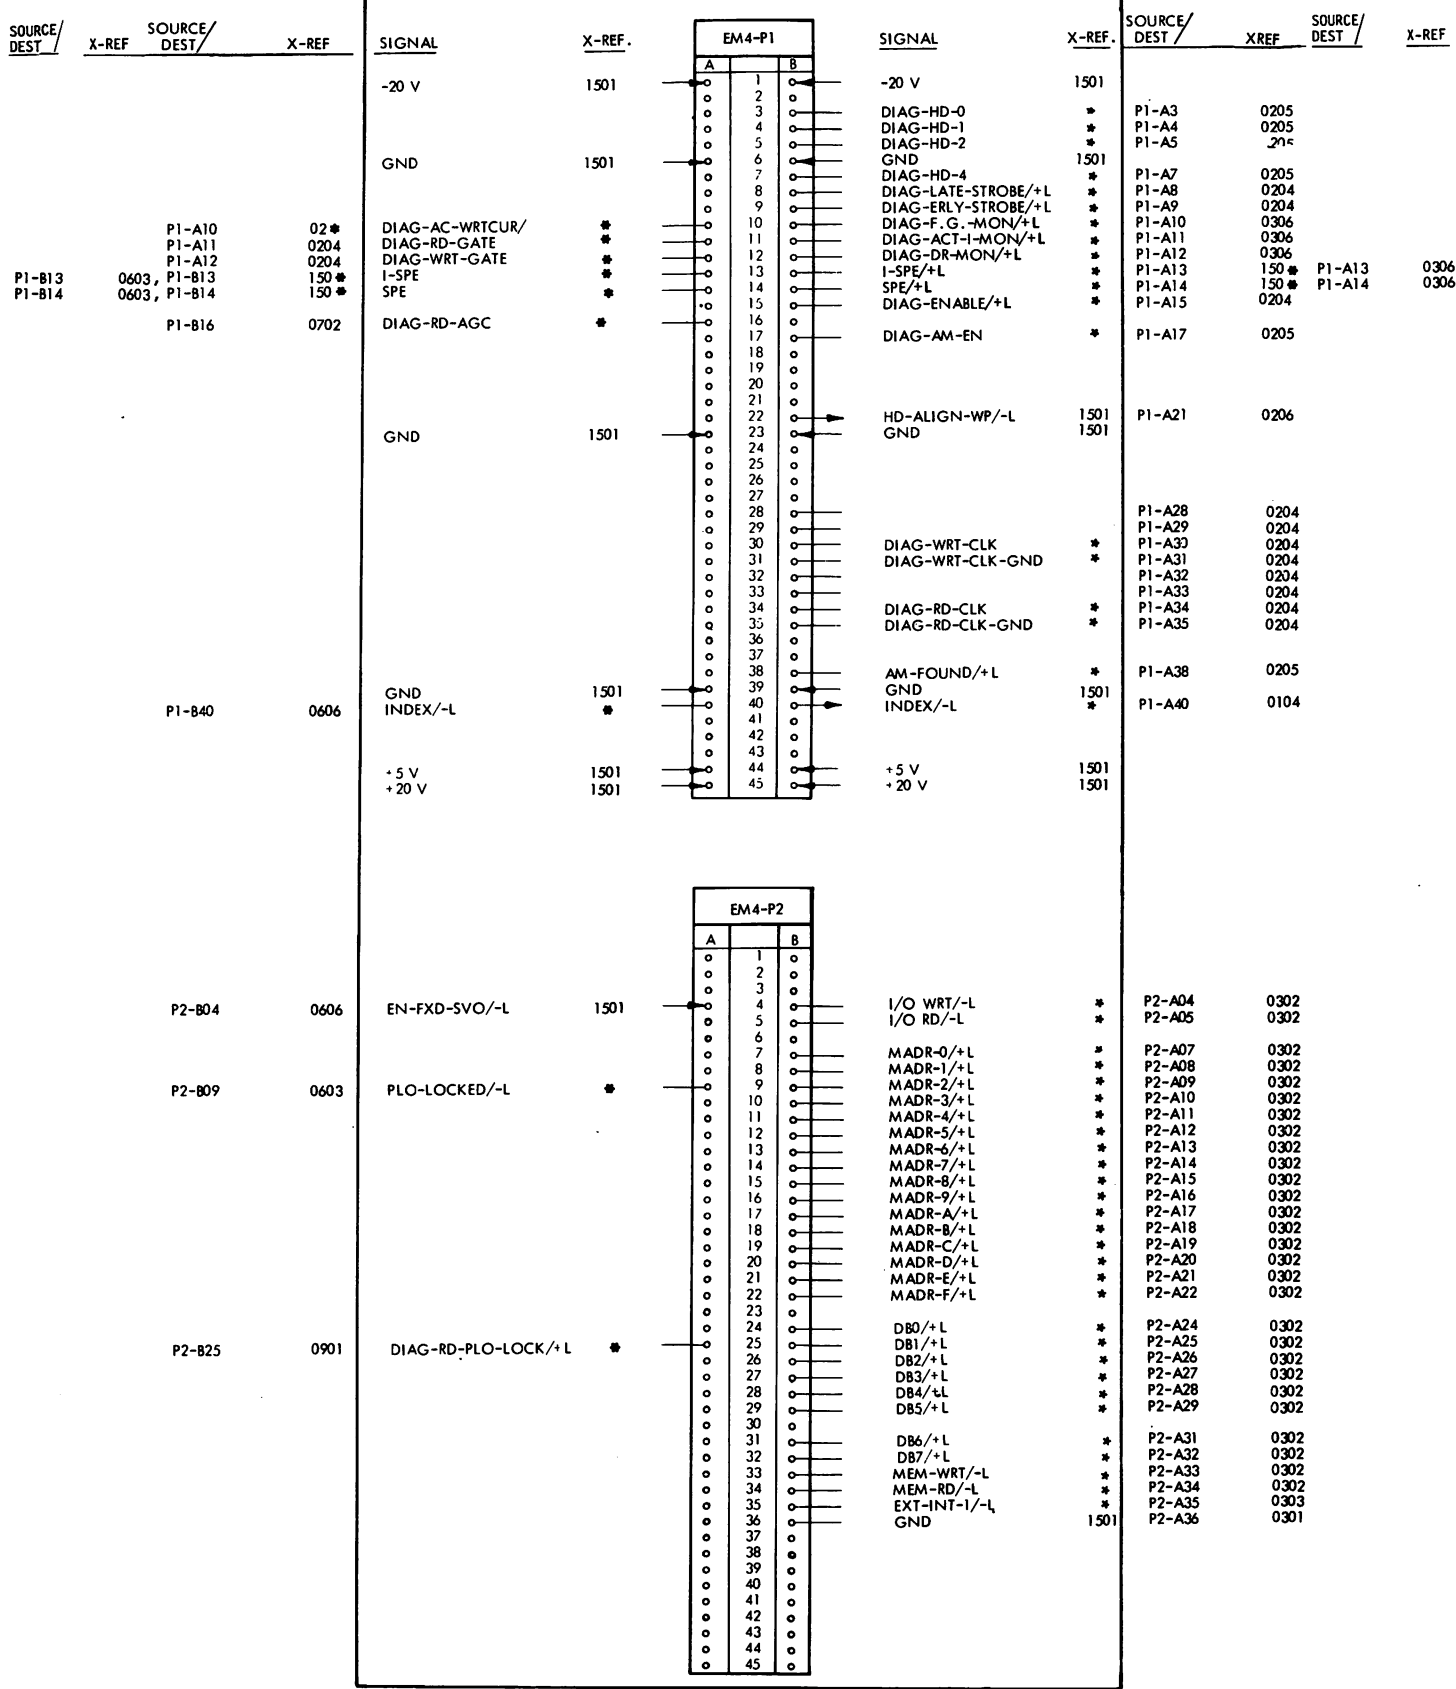 SOURCE/ DEST X-REF SOURCE/ DEST X-REF SIGNAL X-REF. EM4-P1 SIGNAL X-REF. SOURCE/ DEST XREF SOURCE/ DEST X-REF
A B
-20 V 1501 1 -20 V 1501
2
3 DIAG-HD-0 * P1-A3 0205
4 DIAG-HD-1 * P1-A4 0205
5 DIAG-HD-2 * P1-A5
GND 1501 6 GND 1501
7 DIAG-HD-4 * P1-A7 0205
8 DIAG-LATE-STROBE/+L * P1-A8 0204
9 DIAG-ERLY-STROBE/+L * P1-A9 0204
P1-A10 02* DIAG-AC-WRTCUR/ * 10 DIAG-F.G.-MON/+L * P1-A10 0306
P1-A11 0204 DIAG-RD-GATE * 11 DIAG-ACT-I-MON/+L * P1-A11 0306
P1-A12 0204 DIAG-WRT-GATE * 12 DIAG-DR-MON/+L * P1-A12 0306
P1-B13 0603, P1-B13 150* I-SPE * 13 I-SPE/+L * P1-A13 150* P1-A13 0306
P1-B14 0603, P1-B14 150* SPE * 14 SPE/+L * P1-A14 150* P1-A14 0306
15 DIAG-ENABLE/+L * P1-A15 0204
P1-B16 0702 DIAG-RD-AGC * 16
17 DIAG-AM-EN * P1-A17 0205
18
19
20
21
22 HD-ALIGN-WP/-L 1501 P1-A21 0206
GND 1501 23 GND 1501
24
25
26
27
28 P1-A28 0204
29 P1-A29 0204
30 DIAG-WRT-CLK * P1-A30 0204
31 DIAG-WRT-CLK-GND * P1-A31 0204
32 P1-A32 0204
33 P1-A33 0204
34 DIAG-RD-CLK * P1-A34 0204
35 DIAG-RD-CLK-GND * P1-A35 0204
36
37
38 AM-FOUND/+L * P1-A38 0205
GND 1501 39 GND 1501
P1-B40 0606 INDEX/-L * 40 INDEX/-L * P1-A40 0104
41
42
43
+5 V 1501 44 +5 V 1501
+20 V 1501 45 +20 V 1501
EM4-P2
A B
1
2
3
P2-B04 0606 EN-FXD-SVO/-L 1501 4 I/O WRT/-L * P2-A04 0302
5 I/O RD/-L * P2-A05 0302
6
7 MADR-0/+L * P2-A07 0302
8 MADR-1/+L * P2-A08 0302
P2-B09 0603 PLO-LOCKED/-L * 9 MADR-2/+L * P2-A09 0302
10 MADR-3/+L * P2-A10 0302
11 MADR-4/+L * P2-A11 0302
12 MADR-5/+L * P2-A12 0302
13 MADR-6/+L * P2-A13 0302
14 MADR-7/+L * P2-A14 0302
15 MADR-8/+L * P2-A15 0302
16 MADR-9/+L * P2-A16 0302
17 MADR-A/+L * P2-A17 0302
18 MADR-B/+L * P2-A18 0302
19 MADR-C/+L * P2-A19 0302
20 MADR-D/+L * P2-A20 0302
21 MADR-E/+L * P2-A21 0302
22 MADR-F/+L * P2-A22 0302
23
24 DB0/+L * P2-A24 0302
P2-B25 0901 DIAG-RD-PLO-LOCK/+L * 25 DB1/+L * P2-A25 0302
26 DB2/+L * P2-A26 0302
27 DB3/+L * P2-A27 0302
28 DB4/+L * P2-A28 0302
29 DB5/+L * P2-A29 0302
30
31 DB6/+L * P2-A31 0302
32 DB7/+L * P2-A32 0302
33 MEM-WRT/-L * P2-A33 0302
34 MEM-RD/-L * P2-A34 0302
35 EXT-INT-1/-L * P2-A35 0303
36 GND 1501 P2-A36 0301
37
38
39
40
41
42
43
44
45